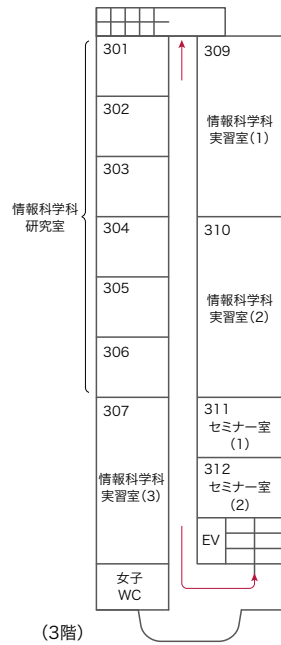 301
302
303
304
305
306
情報科学科
研究室
307
情報科学科
実習室(3)
女子
WC
309
情報科学科
実習室(1)
310
情報科学科
実習室(2)
311
セミナー室
(1)
312
セミナー室
(2)
EV
(3階)